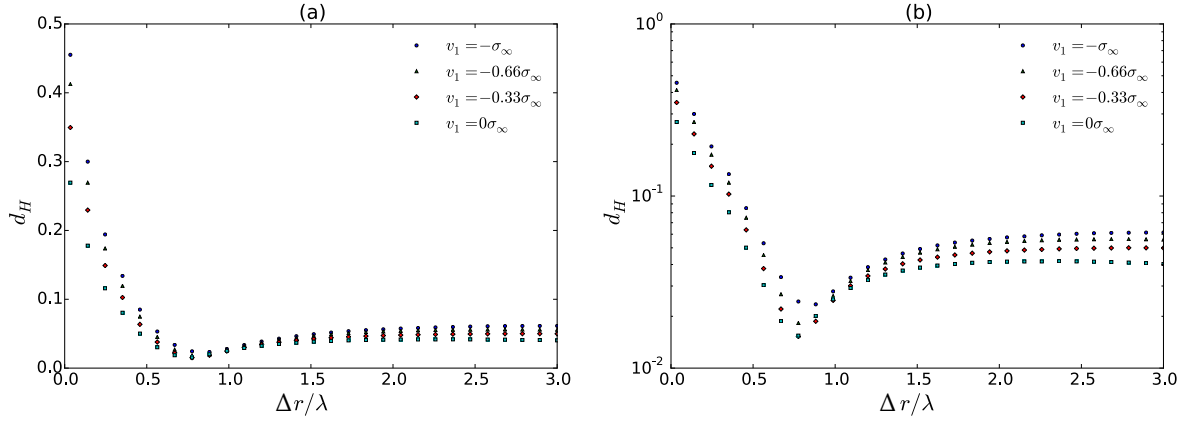 (a)
0.5
0.4
0.3
0.2
0.1
0.0
d_H
v_1 = −σ_∞
v_1 = −0.66σ_∞
v_1 = −0.33σ_∞
v_1 = 0σ_∞
0.0 0.5 1.0 1.5 2.0 2.5 3.0
Δr/λ
(b)
10^0
10^{-1}
10^{-2}
d_H
v_1 = −σ_∞
v_1 = −0.66σ_∞
v_1 = −0.33σ_∞
v_1 = 0σ_∞
0.0 0.5 1.0 1.5 2.0 2.5 3.0
Δr/λ